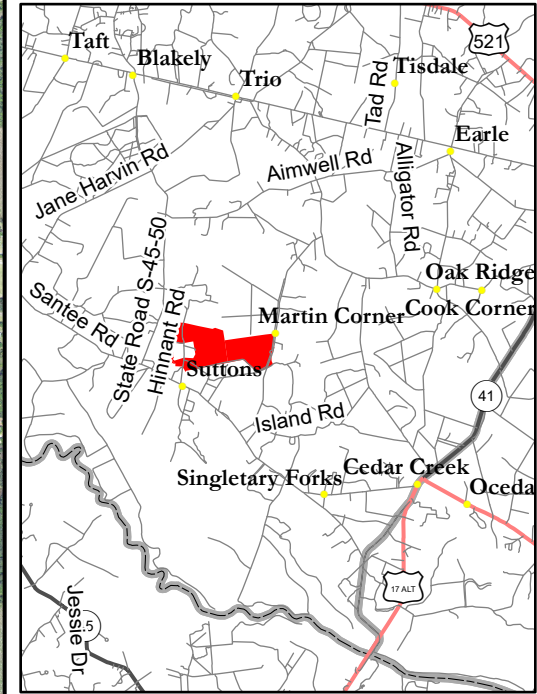 521
Taft
Blakely
Tisdale
Trio
Tad Rd
Earle
Aimwell Rd
Jane Harvin Rd
Alligator Rd
State Road S-45-50
Oak Ridge
Santee Rd
Hinnant Rd
Martin Corner
Cook Corner
Suttons
41
Island Rd
Cedar Creek
Singletary Forks
Oceda
17 ALT
Jessie Dr
.5